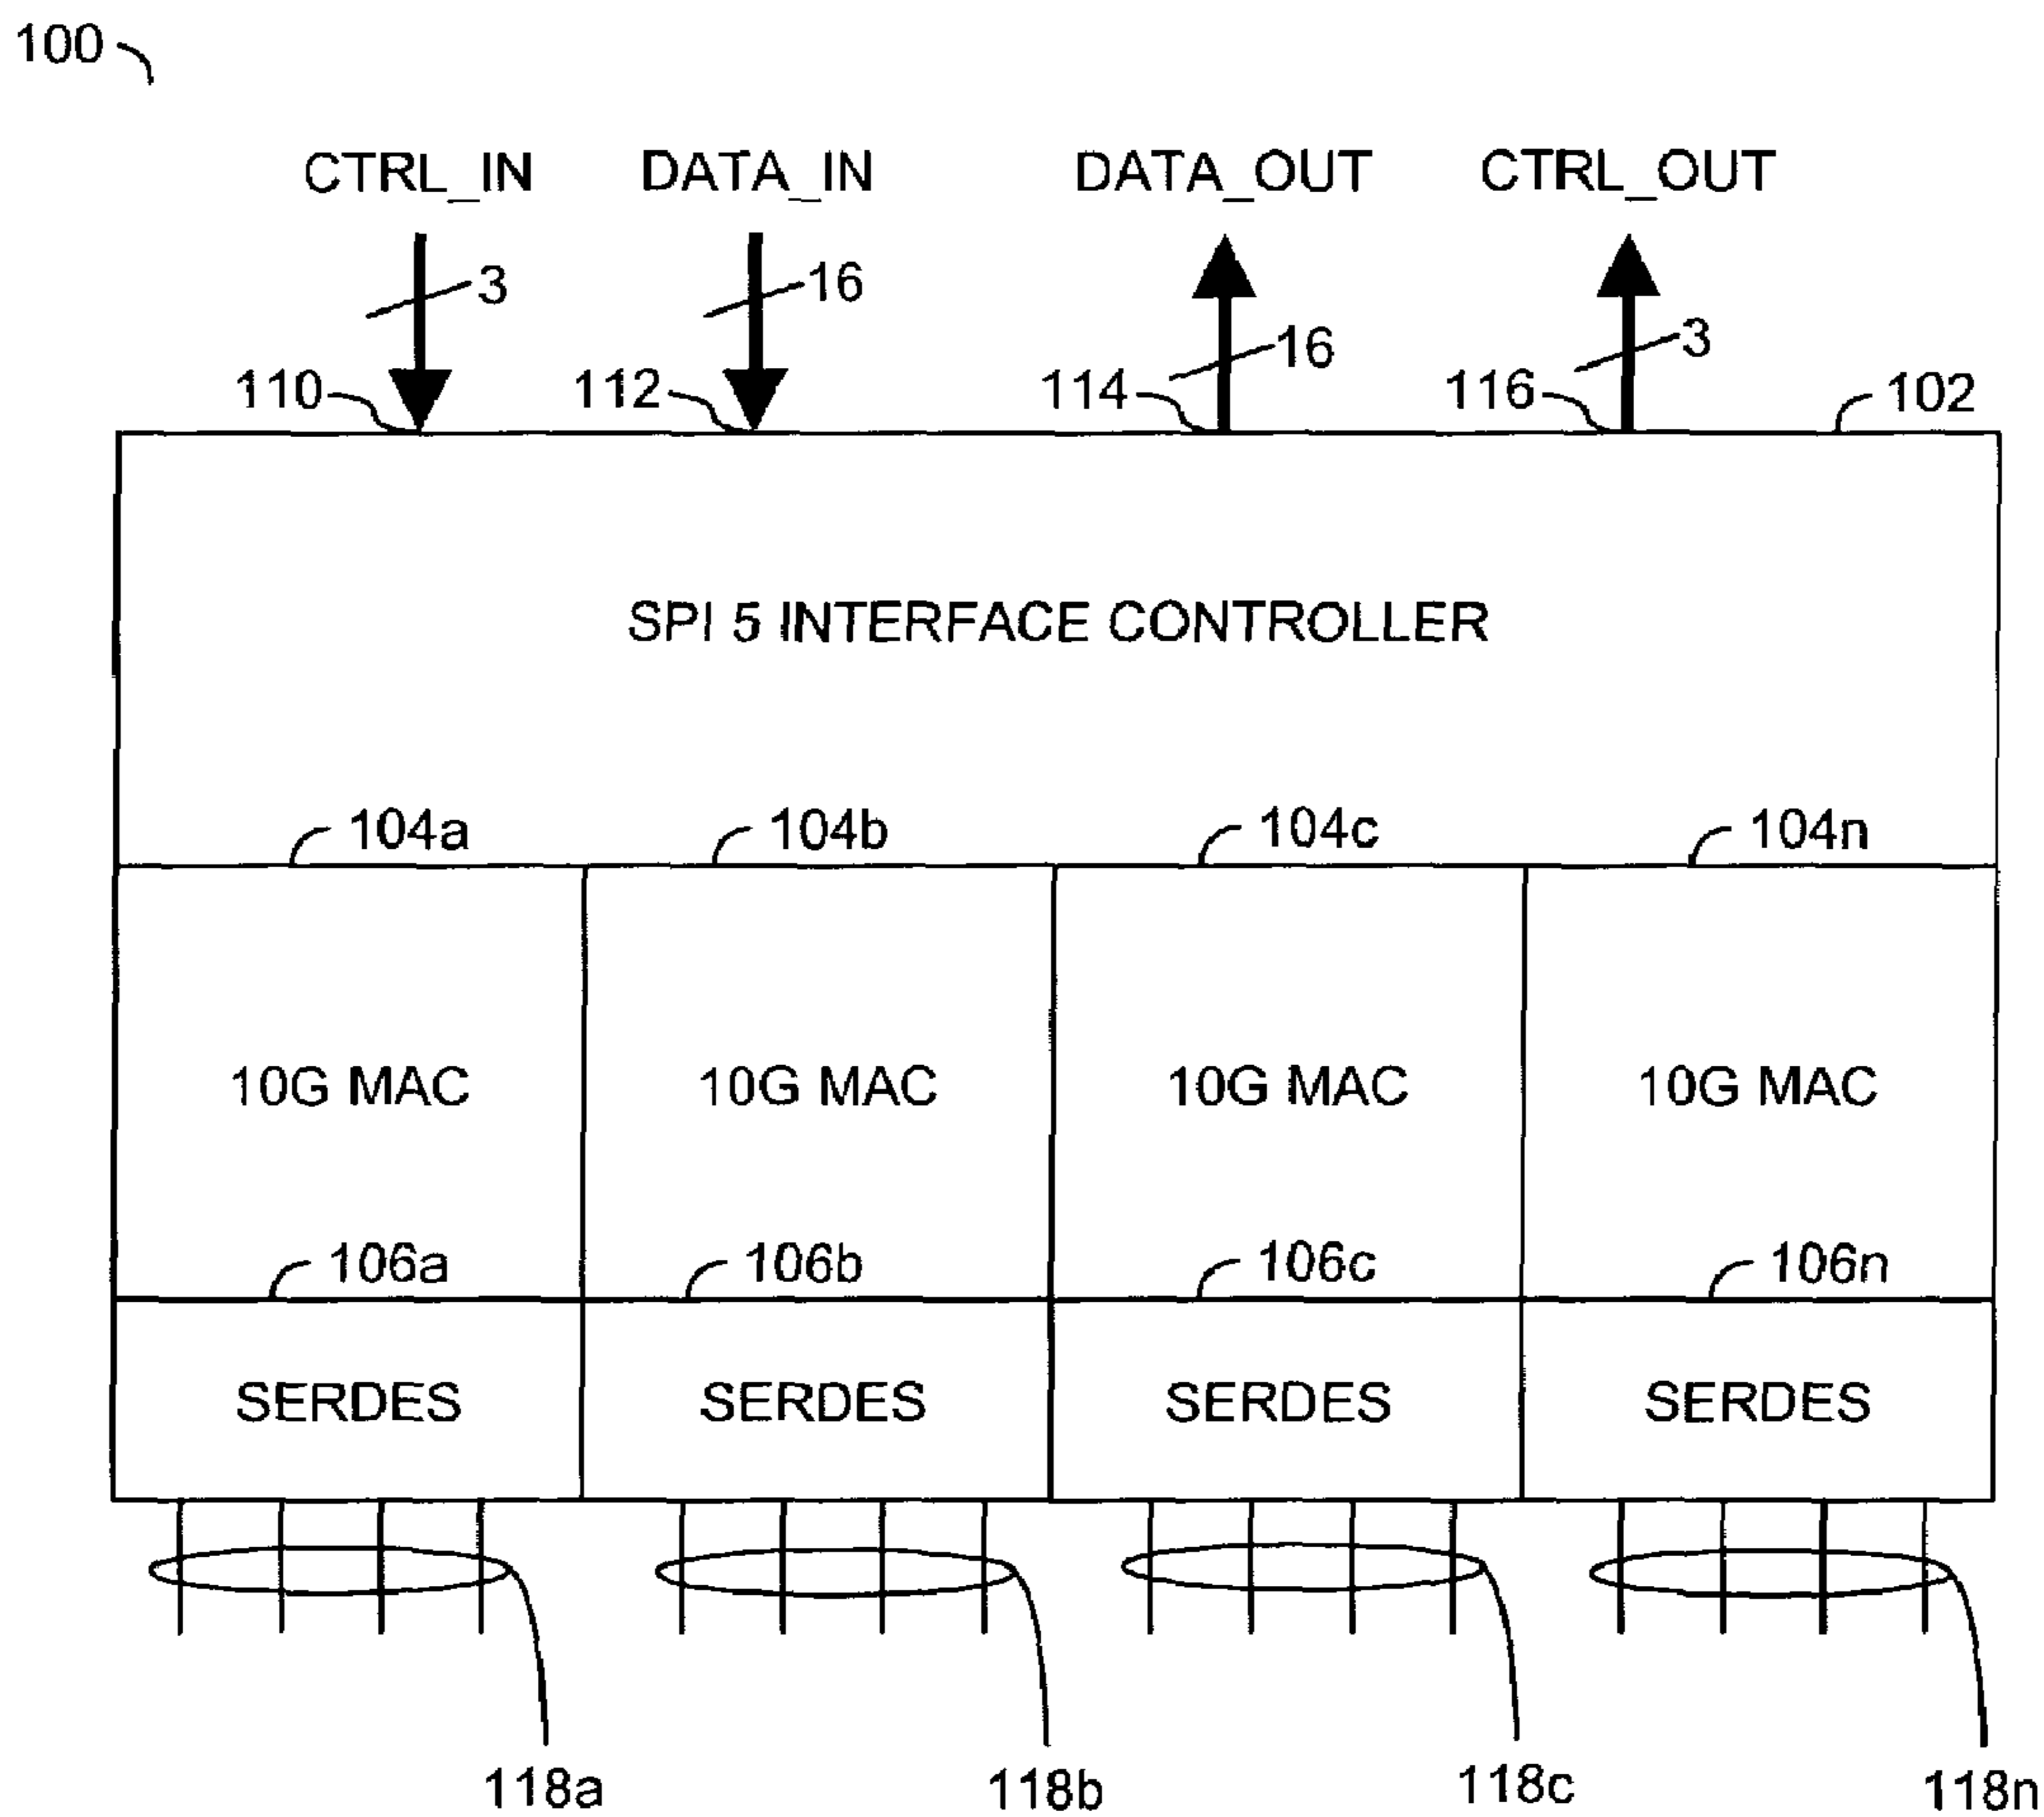 100
CTRL_IN DATA_IN DATA_OUT CTRL_OUT
3 16 16 3
110 112 114 116 102
SPI 5 INTERFACE CONTROLLER
104a 104b 104c 104n
10G MAC 10G MAC 10G MAC 10G MAC
106a 106b 106c 106n
SERDES SERDES SERDES SERDES
118a 118b 118c 118n